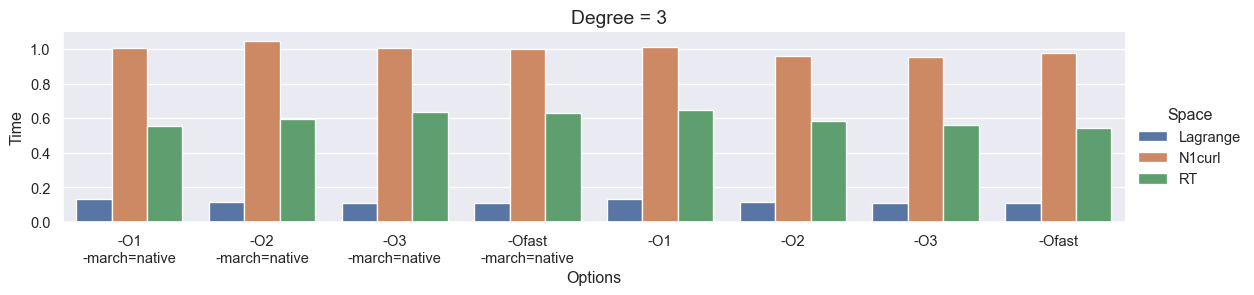 Degree = 3
Time
1.0
0.8
0.6
0.4
0.2
0.0
-O1
-march=native
-O2
-march=native
-O3
-march=native
-Ofast
-march=native
-O1
-O2
-O3
-Ofast
Options
Space
Lagrange
N1curl
RT